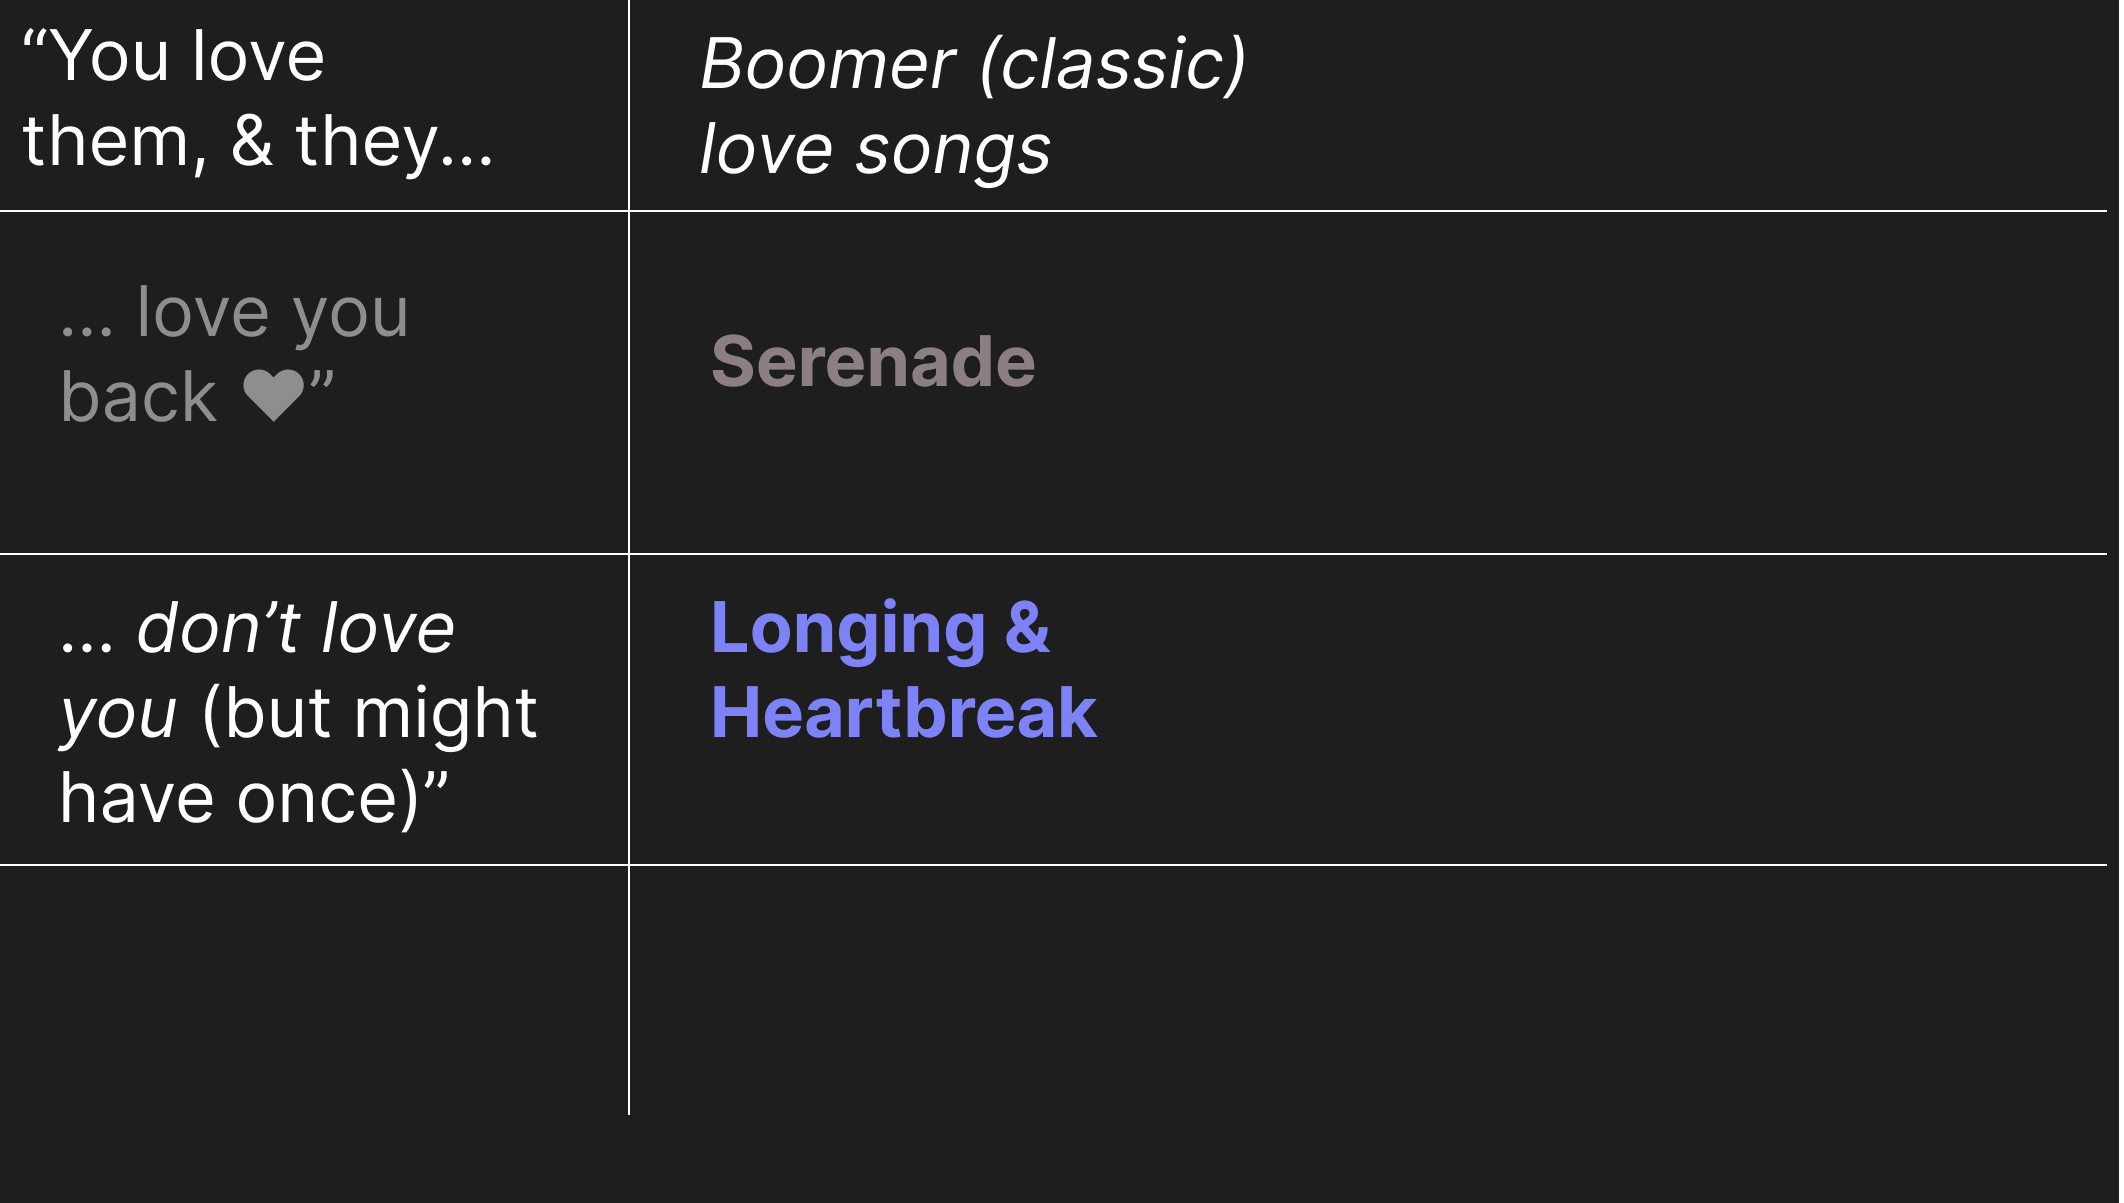 “You love
them, & they...
Boomer (classic)
love songs
... love you
back ♥”
Serenade
... don’t love
you (but might
have once)”
Longing &
Heartbreak